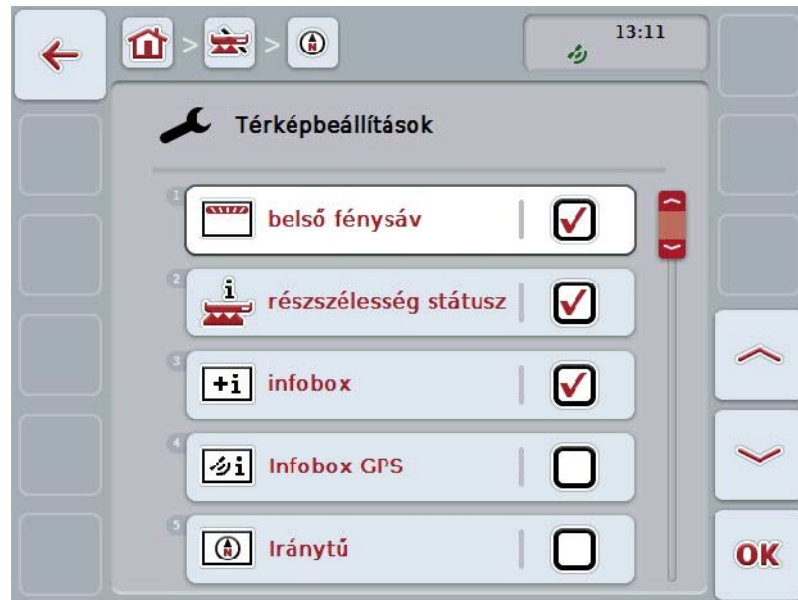 > >
13:11
Térképbeállítások
1
belső fénysáv
2
i
részszélesség státusz
3
+i
infobox
4
i
Infobox GPS
5
N
Iránytű
OK